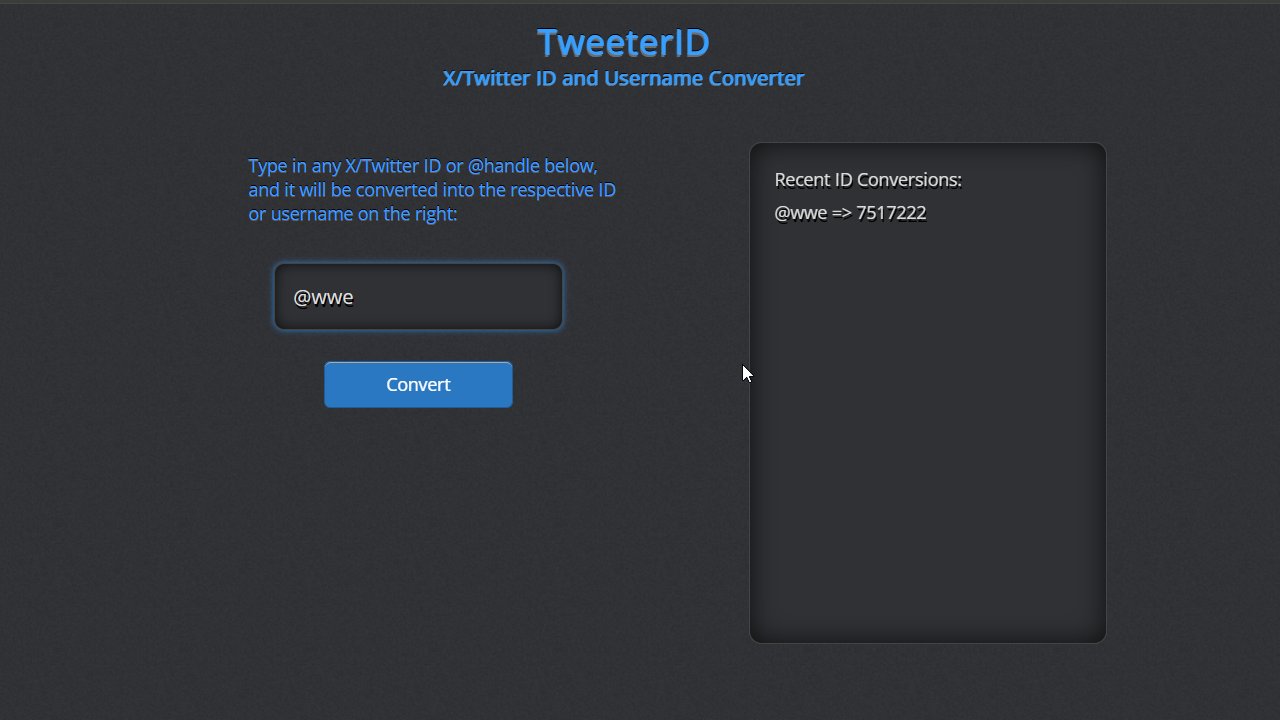 TweeterID
X/Twitter ID and Username Converter
Type in any X/Twitter ID or @handle below,
and it will be converted into the respective ID
or username on the right:
@wwe
Convert
Recent ID Conversions:
@wwe => 7517222